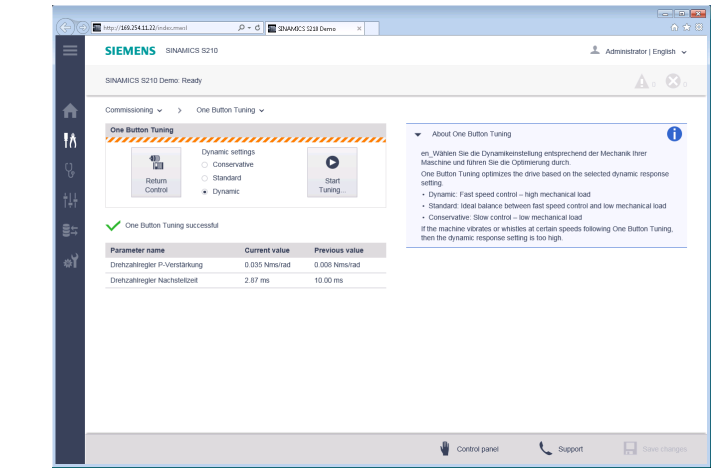 http://169.254.11.22/index.mwsl
SINAMICS S210 Demo
SIEMENS SINAMICS S210
Administrator | English
SINAMICS S210 Demo: Ready
0
0
Commissioning > One Button Tuning
One Button Tuning
Dynamic settings
Conservative
Standard
Dynamic
Return
Control
Start
Tuning...
One Button Tuning successful
Parameter name Current value Previous value
Drehzahlregler P-Verstärkung 0.035 Nms/rad 0.008 Nms/rad
Drehzahlregler Nachstellzeit 2.87 ms 10.00 ms
About One Button Tuning
en_Wählen Sie die Dynamikeinstellung entsprechend der Mechanik Ihrer
Maschine und führen Sie die Optimierung durch.
One Button Tuning optimizes the drive based on the selected dynamic response
setting.
• Dynamic: Fast speed control – high mechanical load
• Standard: Ideal balance between fast speed control and low mechanical load
• Conservative: Slow control – low mechanical load
If the machine vibrates or whistles at certain speeds following One Button Tuning,
then the dynamic response setting is too high.
Control panel
Support
Save changes